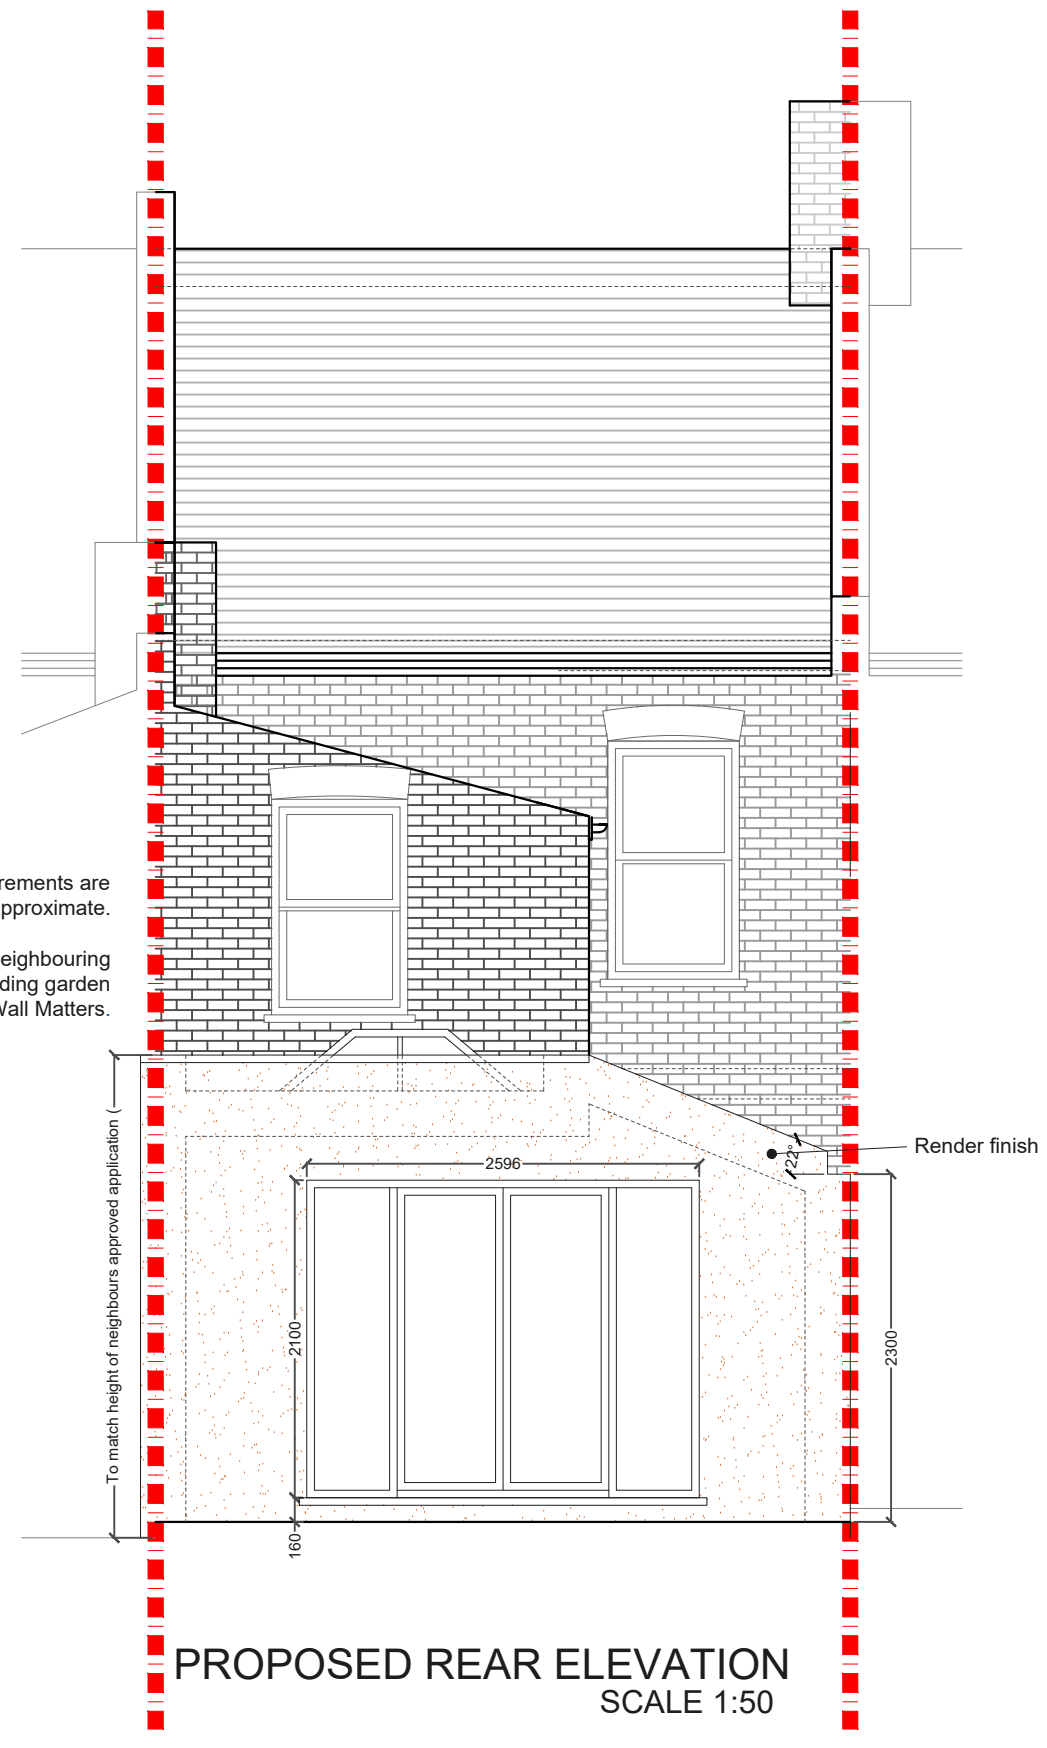 rements are
pproximate.
eighbouring
ding garden
Wall Matters.
To match height of neighbours approved application (
2596
22°
Render finish
2100
2300
160
PROPOSED REAR ELEVATION
SCALE 1:50